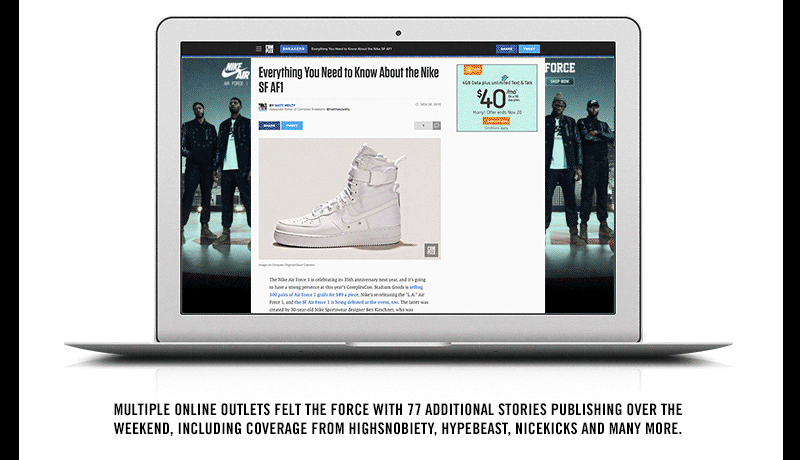 BREAKERS
Everything You Need to Know About the Nike SF AF1
SHARE
TWEET
Everything You Need to Know About the Nike
SF AF1
BY MATT WELTY
SHARE
TWEET
NIKE
AIR
AIR FORCE
FORCE
SHOP NOW
4GB Data plus unlimited Text & Talk
$40/mo*
Hurry! Offer ends Nov 20
Conditions apply.
The Nike Air Force 1 is celebrating its 35th anniversary next year, and it's going
to have a strong presence at this year's ComplexCon. Stadium Goods is selling
300 pairs of Air Force 1 grails for $89 a piece, Nike's re-releasing the "L.A." Air
Force 1, and the SF Air Force 1 is being debuted at the event, too. The latter was
created by 30-year-old Nike Sportswear designer Ben Kirschner, who was
MULTIPLE ONLINE OUTLETS FELT THE FORCE WITH 77 ADDITIONAL STORIES PUBLISHING OVER THE
WEEKEND, INCLUDING COVERAGE FROM HIGHSNOBIETY, HYPEBEAST, NICEKICKS AND MANY MORE.